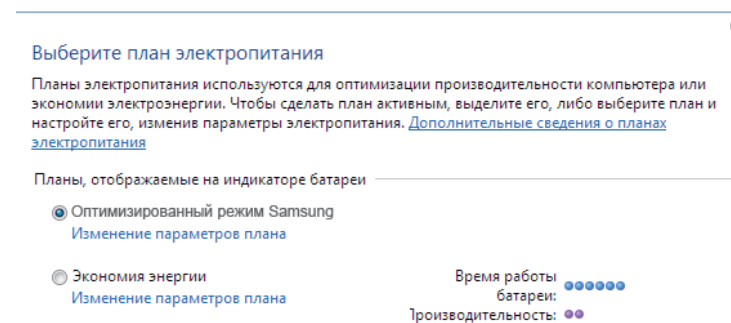 Выберите план электропитания
Планы электропитания используются для оптимизации производительности компьютера или
экономии электроэнергии. Чтобы сделать план активным, выделите его, либо выберите план и
настройте его, изменив параметры электропитания. Дополнительные сведения о планах
электропитания
Планы, отображаемые на индикаторе батареи
Оптимизированный режим Samsung
Изменение параметров плана
Экономия энергии
Изменение параметров плана
Время работы
батареи:
Производительность: